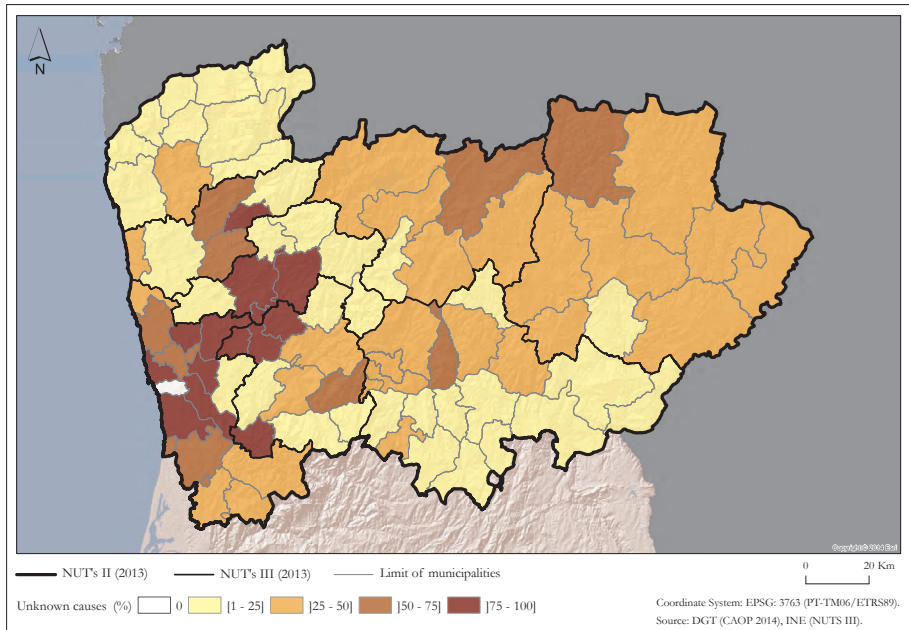 N
Copyright:© 2014 Esri
NUT's II (2013) NUT's III (2013) Limit of municipalities
0 20 Km
Unknown causes (%) 0 ]1 - 25] ]25 - 50] ]50 - 75] ]75 - 100]
Coordinate System: EPSG: 3763 (PT-TM06/ETRS89).
Source: DGT (CAOP 2014), INE (NUTS III).